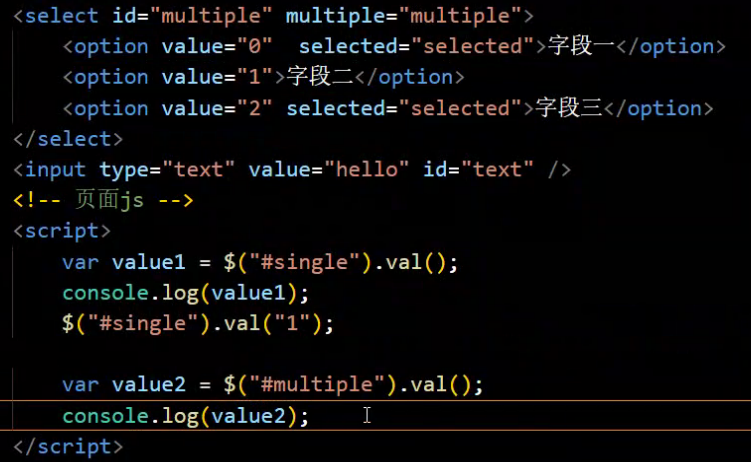 <select id="multiple" multiple="multiple">
<option value="0"  selected="selected">字段一</option>
<option value="1">字段二</option>
<option value="2" selected="selected">字段三</option>
</select>
<input type="text" value="hello" id="text" />
<!-- 页面js -->
<script>
var value1 = $("#single").val();
console.log(value1);
$("#single").val("1");
var value2 = $("#multiple").val();
console.log(value2);
</script>